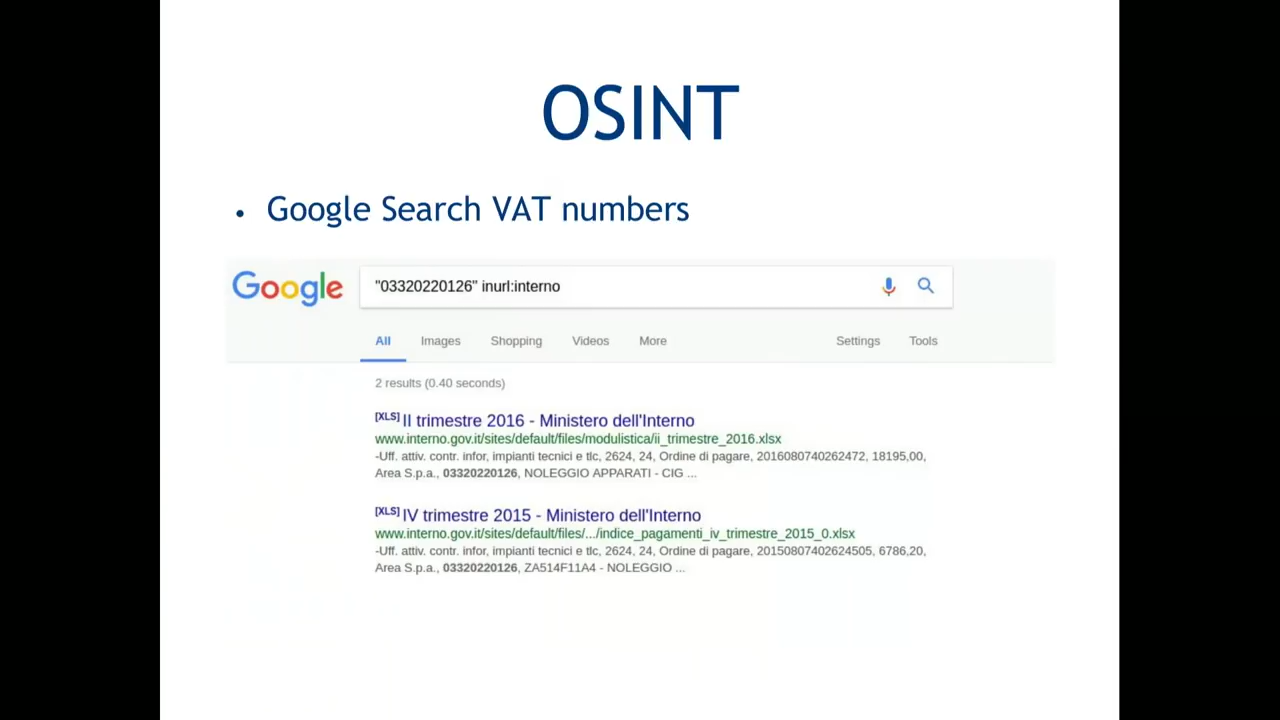 OSINT
• Google Search VAT numbers
Google
"03320220126" inurl:interno
All Images Shopping Videos More Settings Tools
2 results (0.40 seconds)
[XLS] II trimestre 2016 - Ministero dell'Interno
www.interno.gov.it/sites/default/files/modulistica/ii_trimestre_2016.xlsx
-Uff. attiv. contr. infor, impianti tecnici e tlc, 2624, 24, Ordine di pagare, 2016080740262472, 18195,00,
Area S.p.a., 03320220126, NOLEGGIO APPARATI - CIG ...
[XLS] IV trimestre 2015 - Ministero dell'Interno
www.interno.gov.it/sites/default/files/.../indice_pagamenti_iv_trimestre_2015_0.xlsx
-Uff. attiv. contr. infor, impianti tecnici e tlc, 2624, 24, Ordine di pagare, 20150807402624505, 6786,20,
Area S.p.a., 03320220126, ZA514F11A4 - NOLEGGIO ...